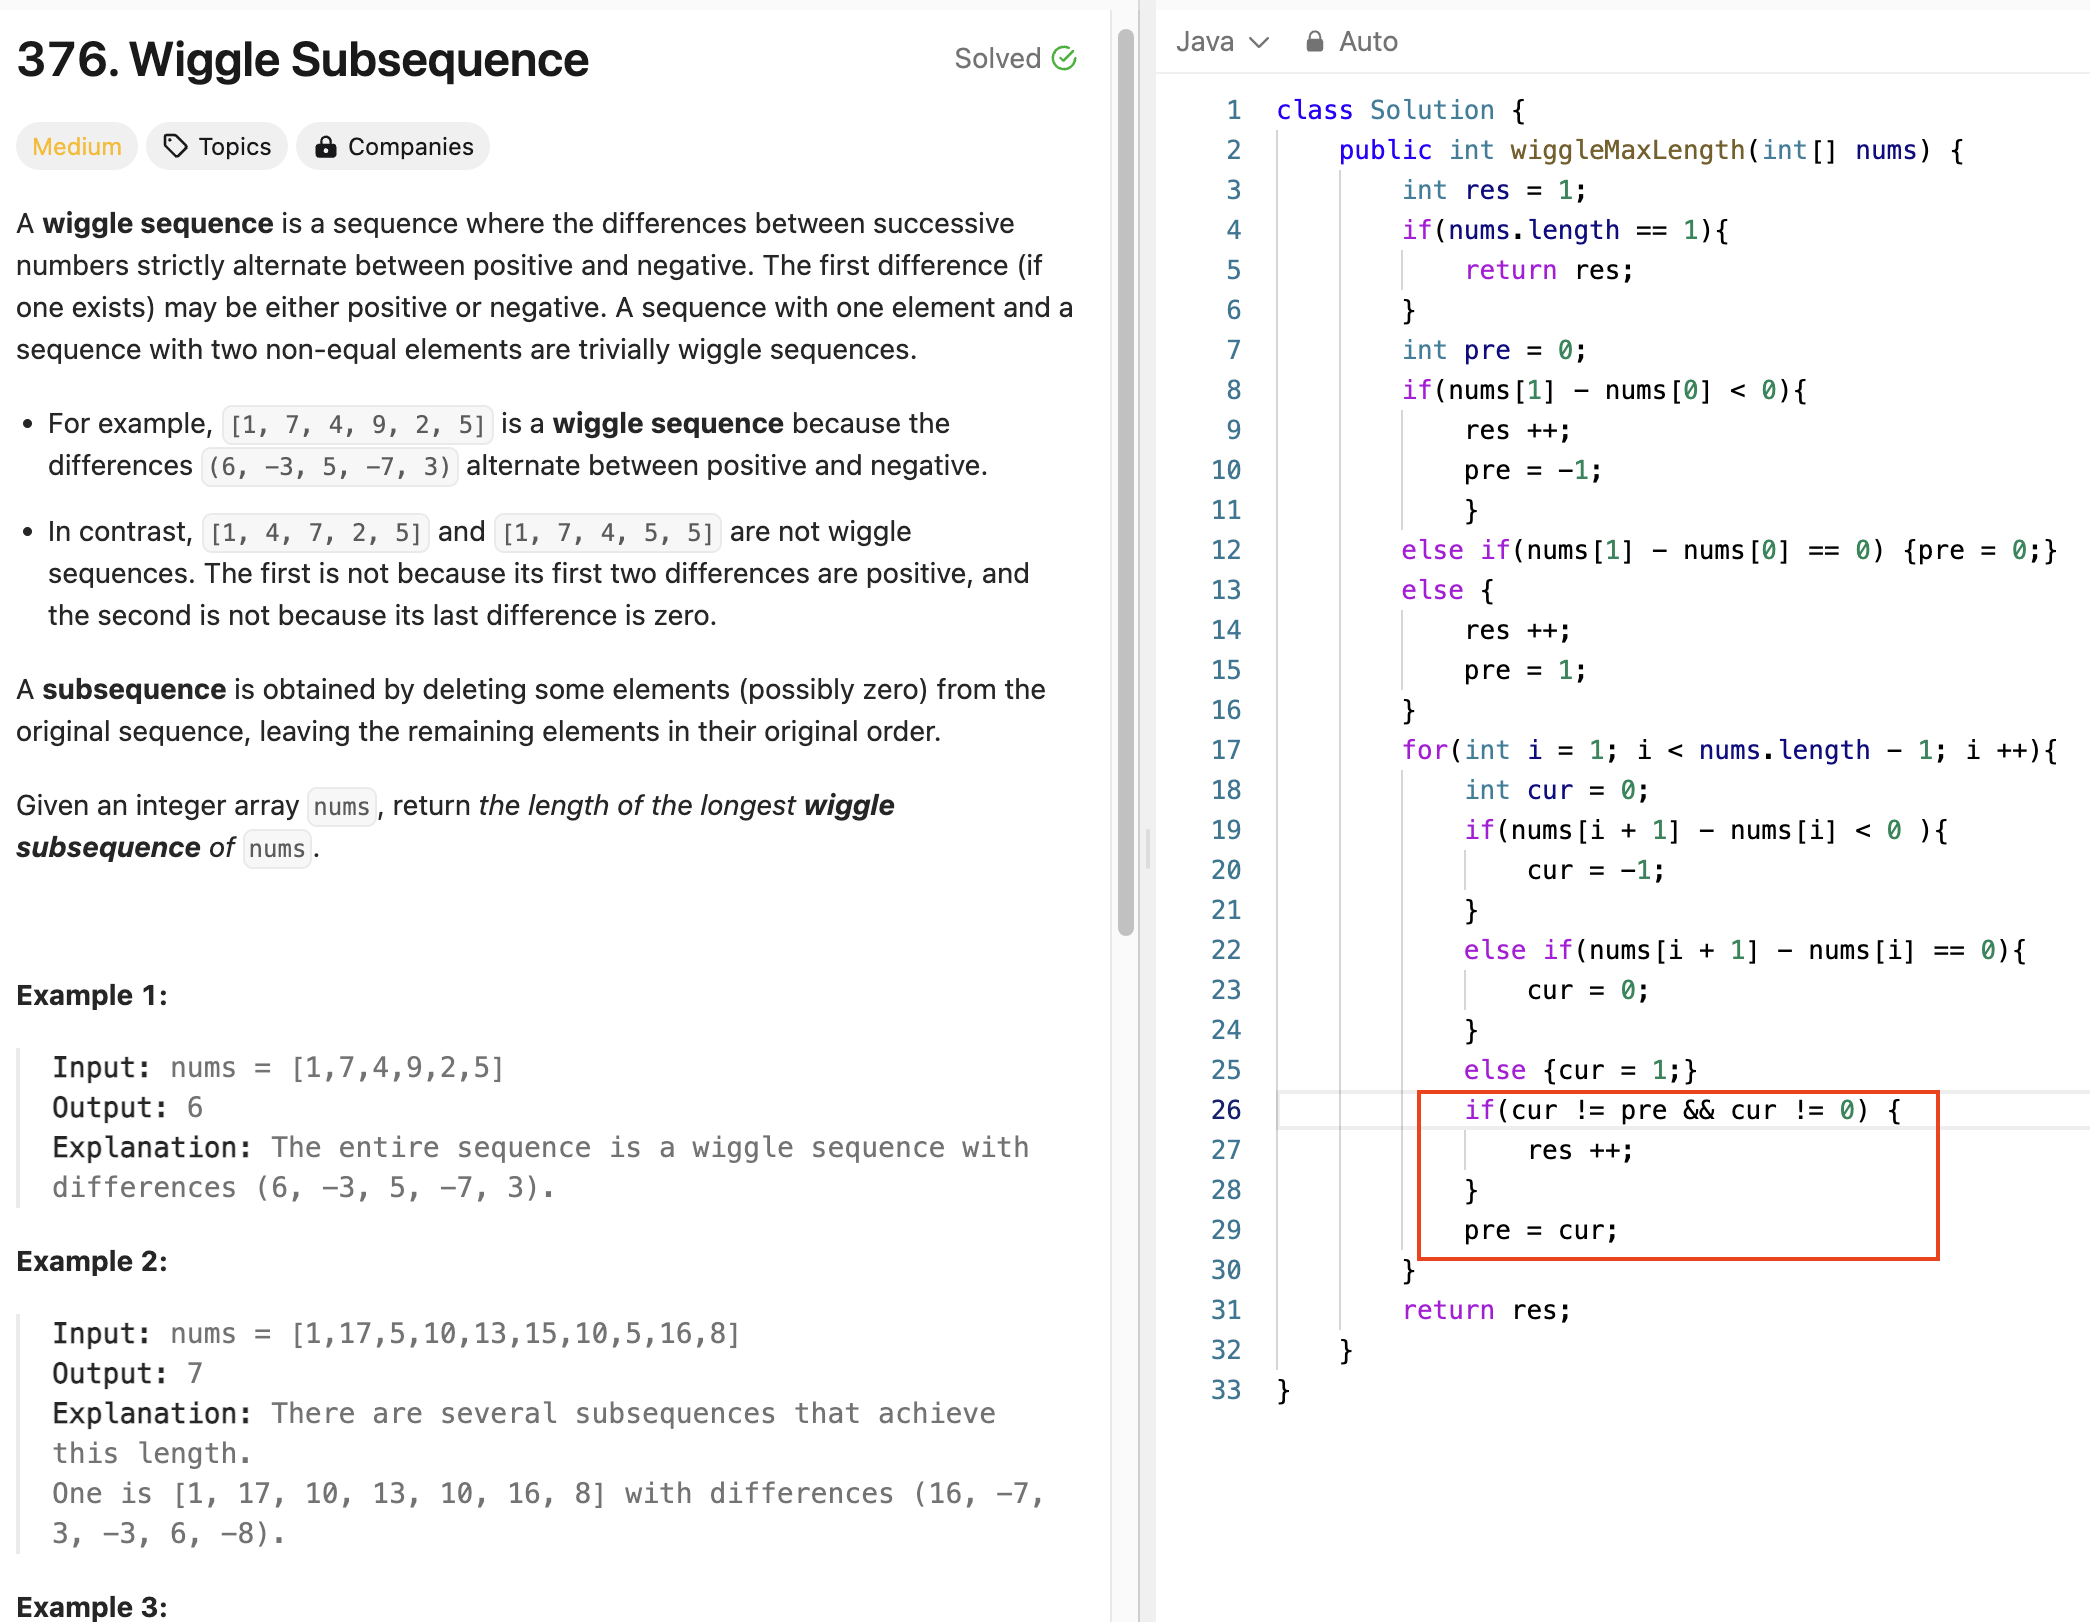 376. Wiggle Subsequence
Solved
Medium
Topics
Companies
A wiggle sequence is a sequence where the differences between successive
numbers strictly alternate between positive and negative. The first difference (if
one exists) may be either positive or negative. A sequence with one element and a
sequence with two non-equal elements are trivially wiggle sequences.
• For example, [1, 7, 4, 9, 2, 5] is a wiggle sequence because the
differences (6, -3, 5, -7, 3) alternate between positive and negative.
• In contrast, [1, 4, 7, 2, 5] and [1, 7, 4, 5, 5] are not wiggle
sequences. The first is not because its first two differences are positive, and
the second is not because its last difference is zero.
A subsequence is obtained by deleting some elements (possibly zero) from the
original sequence, leaving the remaining elements in their original order.
Given an integer array nums, return the length of the longest wiggle
subsequence of nums.
Example 1:
Input: nums = [1,7,4,9,2,5]
Output: 6
Explanation: The entire sequence is a wiggle sequence with
differences (6, -3, 5, -7, 3).
Example 2:
Input: nums = [1,17,5,10,13,15,10,5,16,8]
Output: 7
Explanation: There are several subsequences that achieve
this length.
One is [1, 17, 10, 13, 10, 16, 8] with differences (16, -7,
3, -3, 6, -8).
Example 3:
Java
Auto
1 class Solution {
2 public int wiggleMaxLength(int[] nums) {
3 int res = 1;
4 if(nums.length == 1){
5 return res;
6 }
7 int pre = 0;
8 if(nums[1] - nums[0] < 0){
9 res ++;
10 pre = -1;
11 }
12 else if(nums[1] - nums[0] == 0) {pre = 0;}
13 else {
14 res ++;
15 pre = 1;
16 }
17 for(int i = 1; i < nums.length - 1; i ++){
18 int cur = 0;
19 if(nums[i + 1] - nums[i] < 0 ){
20 cur = -1;
21 }
22 else if(nums[i + 1] - nums[i] == 0){
23 cur = 0;
24 }
25 else {cur = 1;}
26 if(cur != pre && cur != 0) {
27 res ++;
28 }
29 pre = cur;
30 }
31 return res;
32 }
33 }